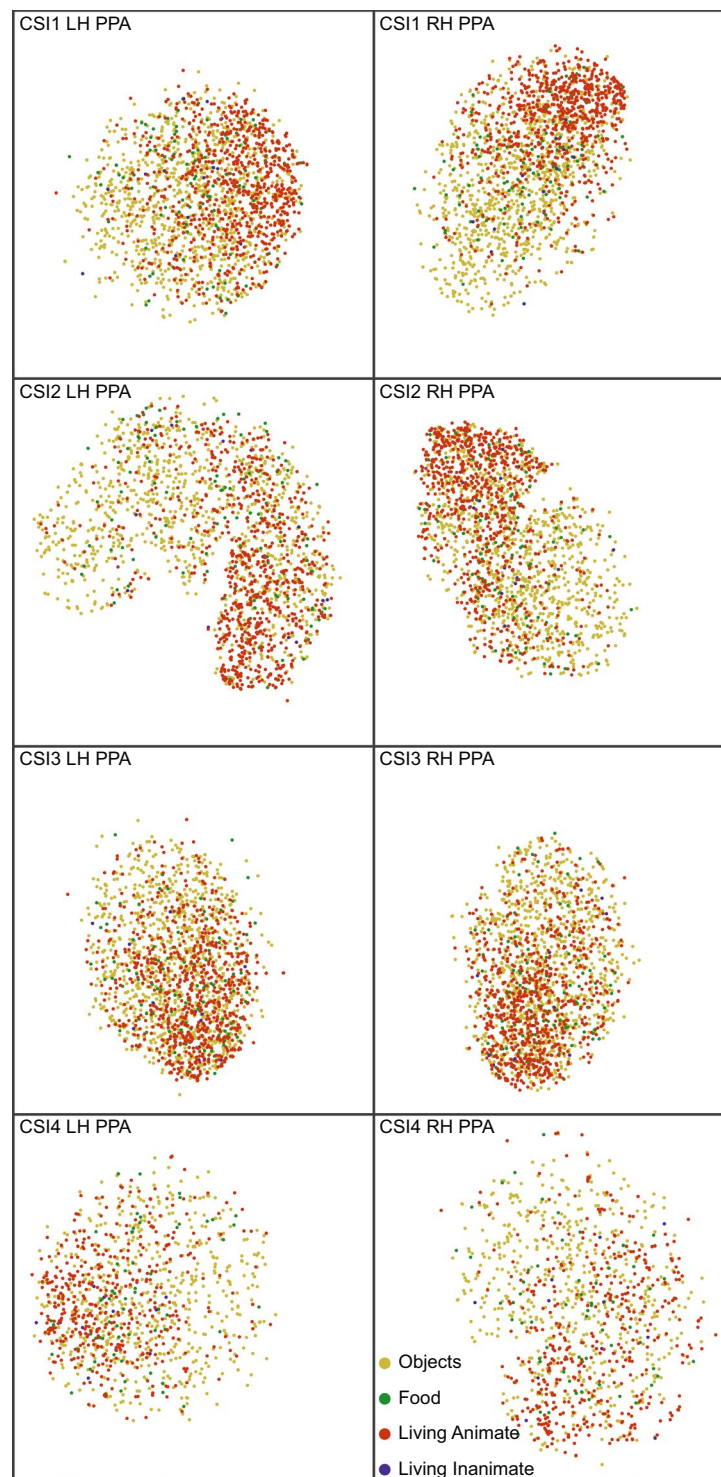 CSI1 LH PPA
CSI1 RH PPA
CSI2 LH PPA
CSI2 RH PPA
CSI3 LH PPA
CSI3 RH PPA
CSI4 LH PPA
CSI4 RH PPA
Objects
Food
Living Animate
Living Inanimate